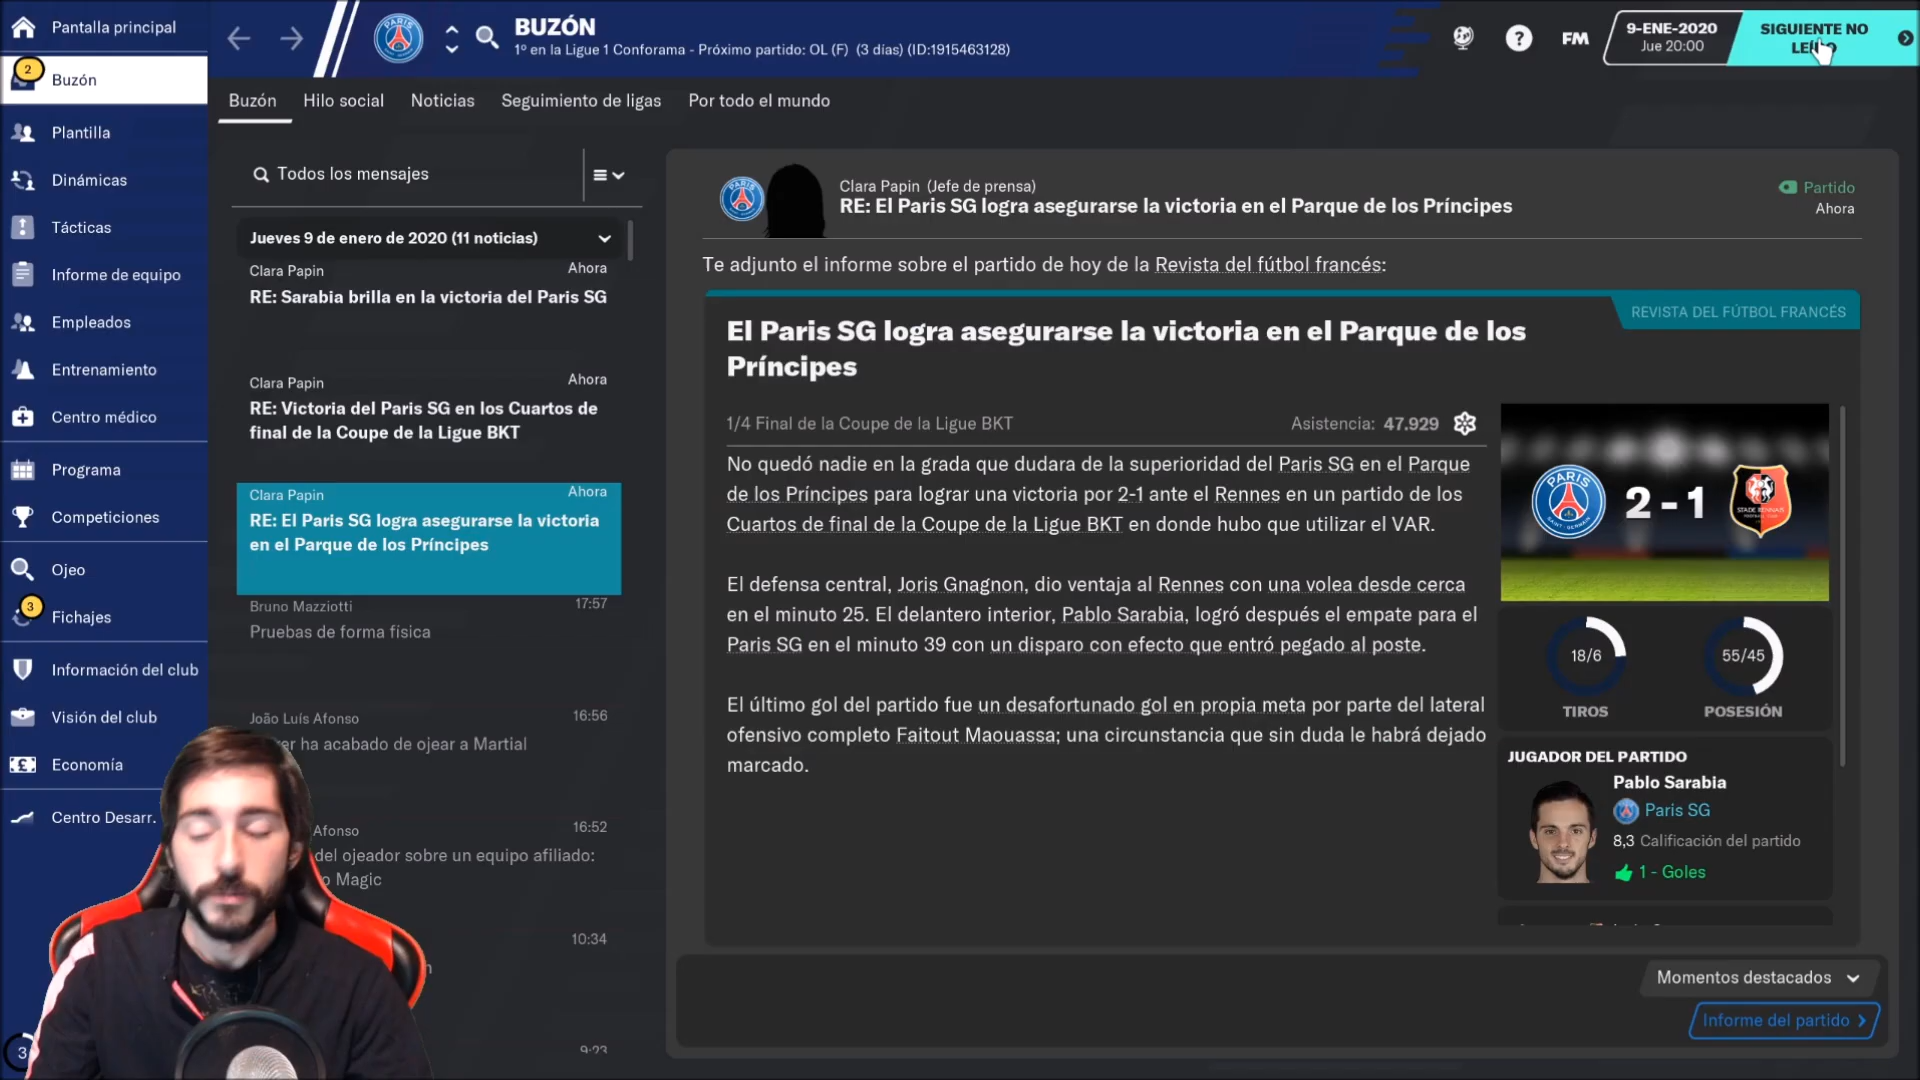 Pantalla principal
2
Buzón
Plantilla
Dinámicas
Tácticas
Informe de equipo
Empleados
Entrenamiento
Centro médico
Programa
Competiciones
Ojeo
3
Fichajes
Información del club
Visión del club
Economía
Centro Desarr.
3
BUZÓN
1º en la Ligue 1 Conforama - Próximo partido: OL (F) (3 días) (ID:1915463128)
FM
9-ENE-2020
Jue 20:00
SIGUIENTE NO
Buzón
Hilo social
Noticias
Seguimiento de ligas
Por todo el mundo
Todos los mensajes
Jueves 9 de enero de 2020 (11 noticias)
Clara Papin
Ahora
RE: Sarabia brilla en la victoria del Paris SG
Clara Papin
Ahora
RE: Victoria del Paris SG en los Cuartos de
final de la Coupe de la Ligue BKT
Clara Papin
Ahora
RE: El Paris SG logra asegurarse la victoria
en el Parque de los Príncipes
Bruno Mazziotti
17:57
Pruebas de forma física
João Luís Afonso
16:56
ha acabado de ojear a Martial
Afonso
16:52
del ojeador sobre un equipo afiliado:
Magic
10:34
9:23
Clara Papin (Jefe de prensa)
RE: El Paris SG logra asegurarse la victoria en el Parque de los Príncipes
Partido
Ahora
Te adjunto el informe sobre el partido de hoy de la Revista del fútbol francés:
REVISTA DEL FÚTBOL FRANCÉS
El Paris SG logra asegurarse la victoria en el Parque de los
Príncipes
1/4 Final de la Coupe de la Ligue BKT
Asistencia: 47.929
No quedó nadie en la grada que dudara de la superioridad del Paris SG en el Parque
de los Príncipes para lograr una victoria por 2-1 ante el Rennes en un partido de los
Cuartos de final de la Coupe de la Ligue BKT en donde hubo que utilizar el VAR.
El defensa central, Joris Gnagnon, dio ventaja al Rennes con una volea desde cerca
en el minuto 25. El delantero interior, Pablo Sarabia, logró después el empate para el
Paris SG en el minuto 39 con un disparo con efecto que entró pegado al poste.
El último gol del partido fue un desafortunado gol en propia meta por parte del lateral
ofensivo completo Faitout Maouassa; una circunstancia que sin duda le habrá dejado
marcado.
PARIS
SAINT-GERMAIN
2 - 1
STADE RENNAIS
18/6
TIROS
55/45
POSESIÓN
JUGADOR DEL PARTIDO
Pablo Sarabia
Paris SG
8,3 Calificación del partido
1 - Goles
Momentos destacados
Informe del partido